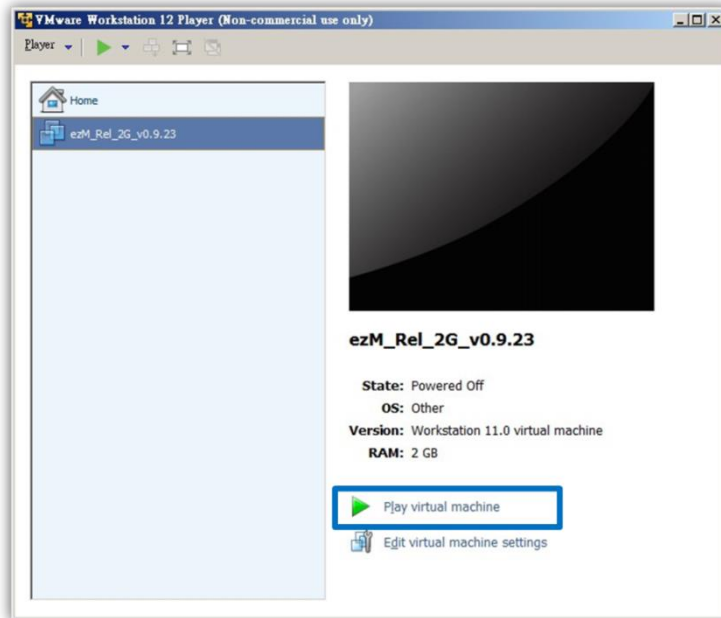 VMware Workstation 12 Player (Non-commercial use only)
Player
Home
ezM_Rel_2G_v0.9.23
ezM_Rel_2G_v0.9.23
State: Powered Off
OS: Other
Version: Workstation 11.0 virtual machine
RAM: 2 GB
Play virtual machine
Edit virtual machine settings